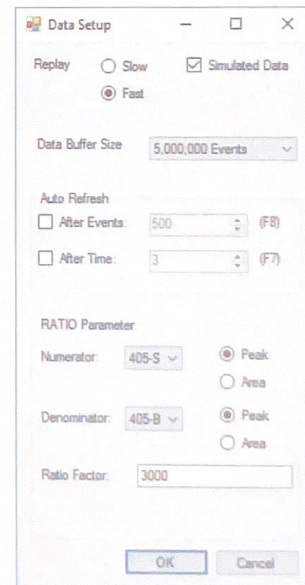 Data Setup
Replay Slow Simulated Data
Fast
Data Buffer Size 5,000,000 Events
Auto Refresh
After Events: 500 (F8)
After Time: 3 (F7)
RATIO Parameter
Numerator: 405-S Peak
Area
Denominator: 405-B Peak
Area
Ratio Factor: 3000
OK Cancel